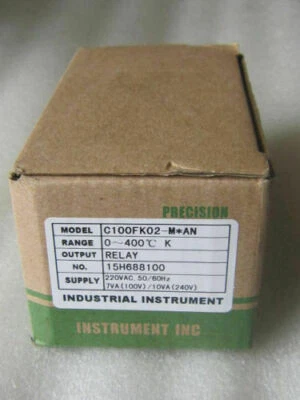 PRECISION
MODEL C100FK02-M*AN
RANGE 0~400℃ K
OUTPUT RELAY
NO. 15H688100
SUPPLY 220VAC. 50/60Hz
7VA(100V)/10VA(240V)
INDUSTRIAL INSTRUMENT
INSTRUMENT INC